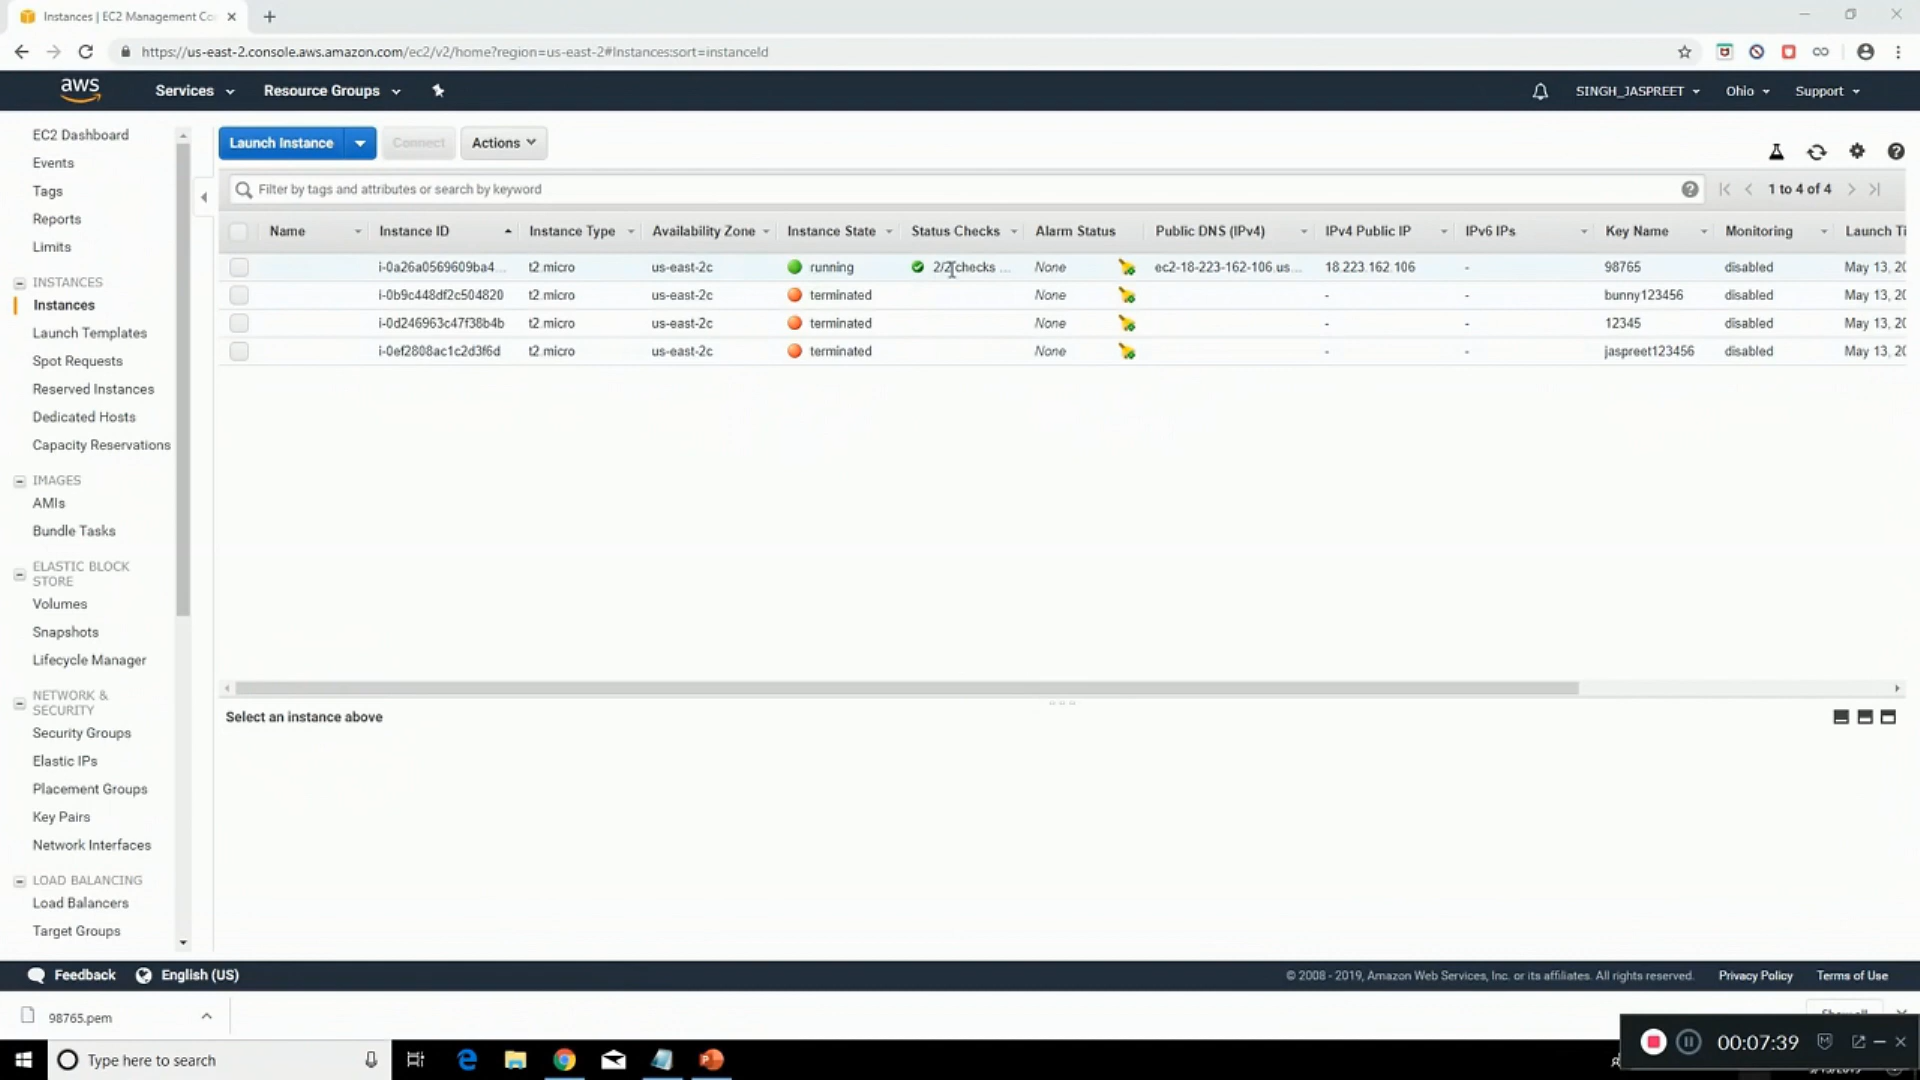 Instances | EC2 Management Co
https://us-east-2.console.aws.amazon.com/ec2/v2/home?region=us-east-2#Instances:sort=instanceId
aws Services Resource Groups SINGH_JASPREET Ohio Support
EC2 Dashboard
Events
Tags
Reports
Limits
INSTANCES
Instances
Launch Templates
Spot Requests
Reserved Instances
Dedicated Hosts
Capacity Reservations
IMAGES
AMIs
Bundle Tasks
ELASTIC BLOCK
STORE
Volumes
Snapshots
Lifecycle Manager
NETWORK &
SECURITY
Security Groups
Elastic IPs
Placement Groups
Key Pairs
Network Interfaces
LOAD BALANCING
Load Balancers
Target Groups
Launch Instance Connect Actions
Filter by tags and attributes or search by keyword 1 to 4 of 4
Name Instance ID Instance Type Availability Zone Instance State Status Checks Alarm Status Public DNS (IPv4) IPv4 Public IP IPv6 IPs Key Name Monitoring Launch Ti
i-0a26a0569609ba4... t2.micro us-east-2c running 2/2 checks ... None ec2-18-223-162-106.us... 18.223.162.106 - 98765 disabled May 13, 20
i-0b9c448df2c504820 t2.micro us-east-2c terminated None - - bunny123456 disabled May 13, 20
i-0d246963c47f38b4b t2.micro us-east-2c terminated None - - 12345 disabled May 13, 20
i-0ef2808ac1c2d3f6d t2.micro us-east-2c terminated None - - jaspreet123456 disabled May 13, 20
Select an instance above
Feedback English (US) © 2008 - 2019, Amazon Web Services, Inc. or its affiliates. All rights reserved. Privacy Policy Terms of Use
98765.pem
Type here to search
00:07:39